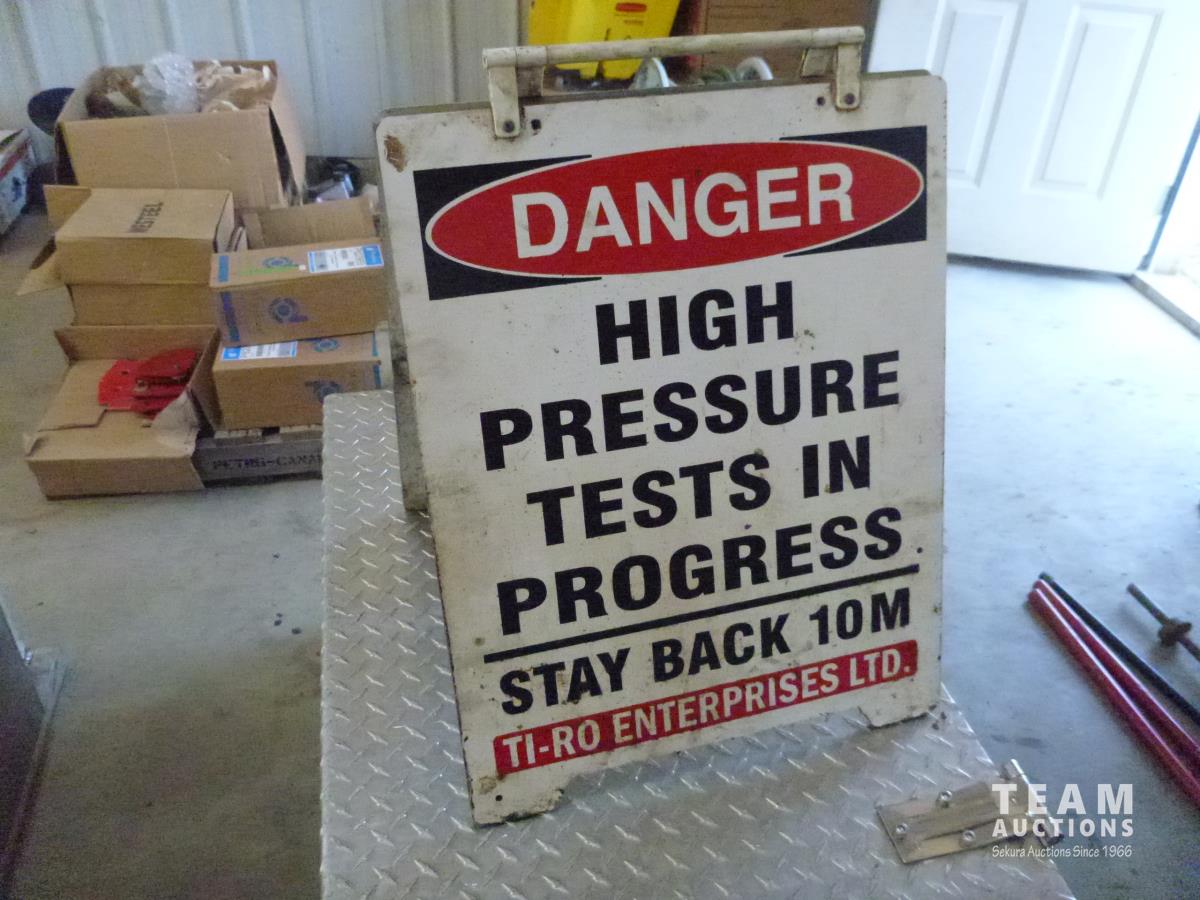 DANGER
HIGH
PRESSURE
TESTS IN
PROGRESS
STAY BACK 10M
TI-RO ENTERPRISES LTD.
WESTEEL
TEAM
AUCTIONS
Sekura Auctions Since 1966